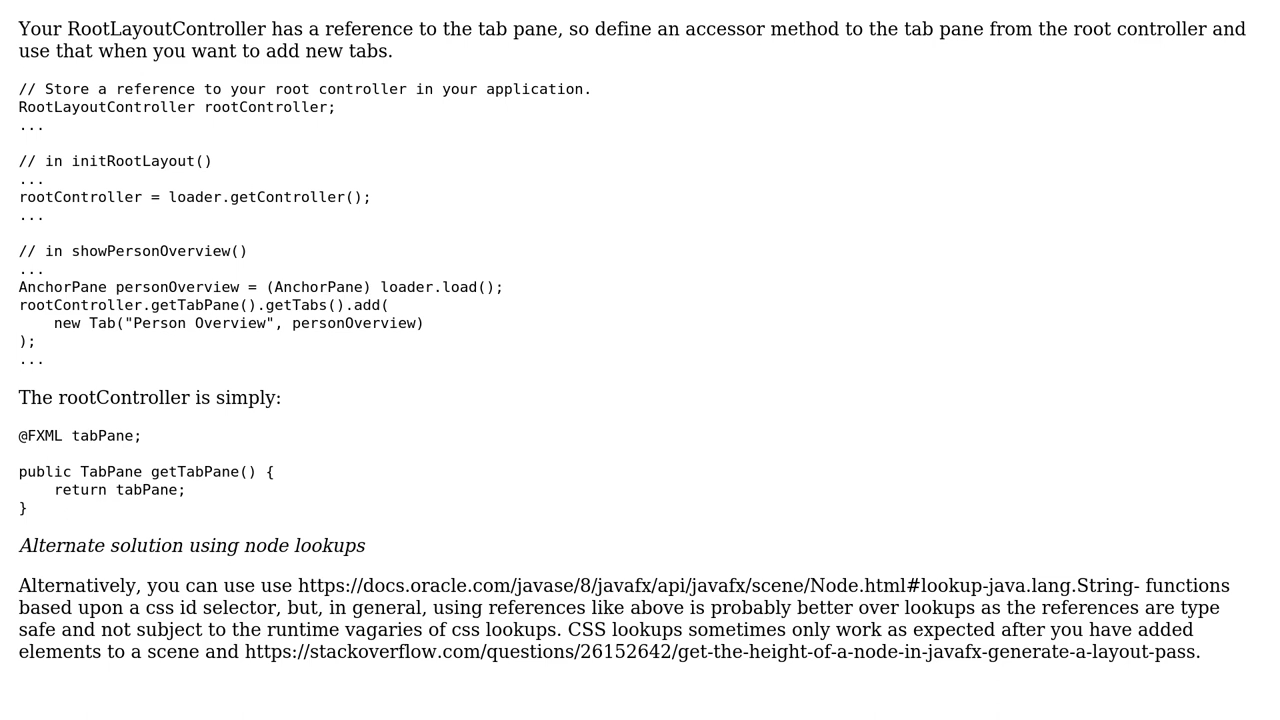 Your RootLayoutController has a reference to the tab pane, so define an accessor method to the tab pane from the root controller and
use that when you want to add new tabs.
// Store a reference to your root controller in your application.
RootLayoutController rootController;
...
// in initRootLayout()
...
rootController = loader.getController();
...
// in showPersonOverview()
...
AnchorPane personOverview = (AnchorPane) loader.load();
rootController.getTabPane().getTabs().add(
    new Tab("Person Overview", personOverview)
);
...
The rootController is simply:
@FXML tabPane;
public TabPane getTabPane() {
    return tabPane;
}
Alternate solution using node lookups
Alternatively, you can use use https://docs.oracle.com/javase/8/javafx/api/javafx/scene/Node.html#lookup-java.lang.String- functions
based upon a css id selector, but, in general, using references like above is probably better over lookups as the references are type
safe and not subject to the runtime vagaries of css lookups. CSS lookups sometimes only work as expected after you have added
elements to a scene and https://stackoverflow.com/questions/26152642/get-the-height-of-a-node-in-javafx-generate-a-layout-pass.